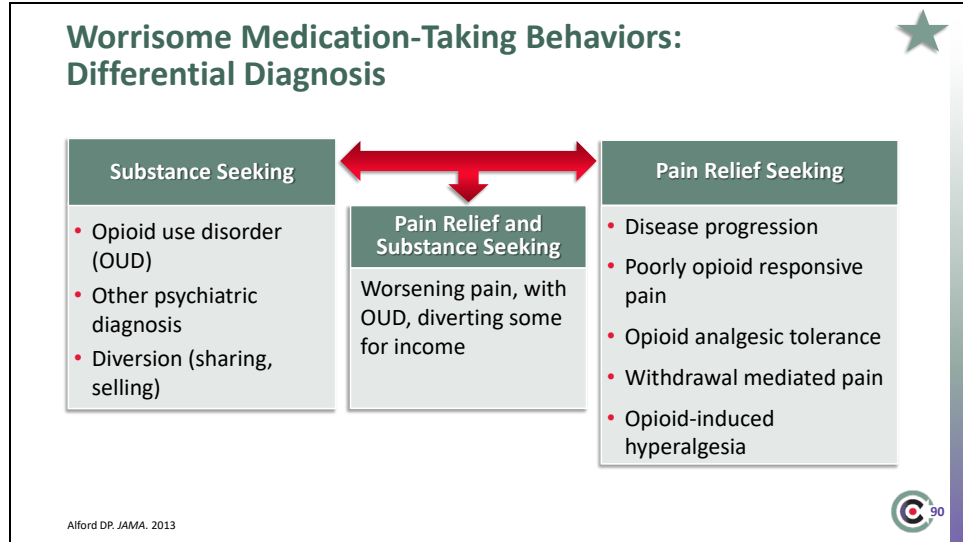 Worrisome Medication-Taking Behaviors:
Differential Diagnosis
Substance Seeking
• Opioid use disorder
(OUD)
• Other psychiatric
diagnosis
• Diversion (sharing,
selling)
Pain Relief and
Substance Seeking
Worsening pain, with
OUD, diverting some
for income
Pain Relief Seeking
• Disease progression
• Poorly opioid responsive
pain
• Opioid analgesic tolerance
• Withdrawal mediated pain
• Opioid-induced
hyperalgesia
Alford DP. JAMA. 2013
90